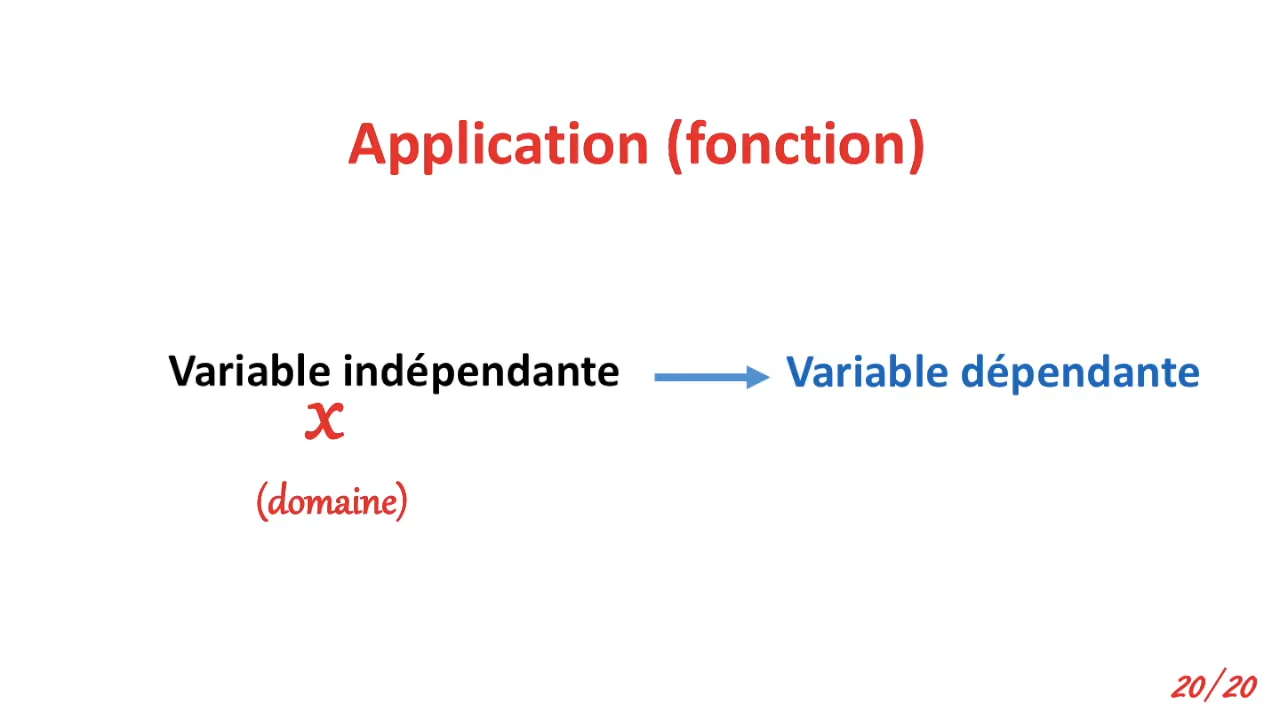 Application (fonction)
Variable indépendante
Variable dépendante
x
(domaine)
20/20